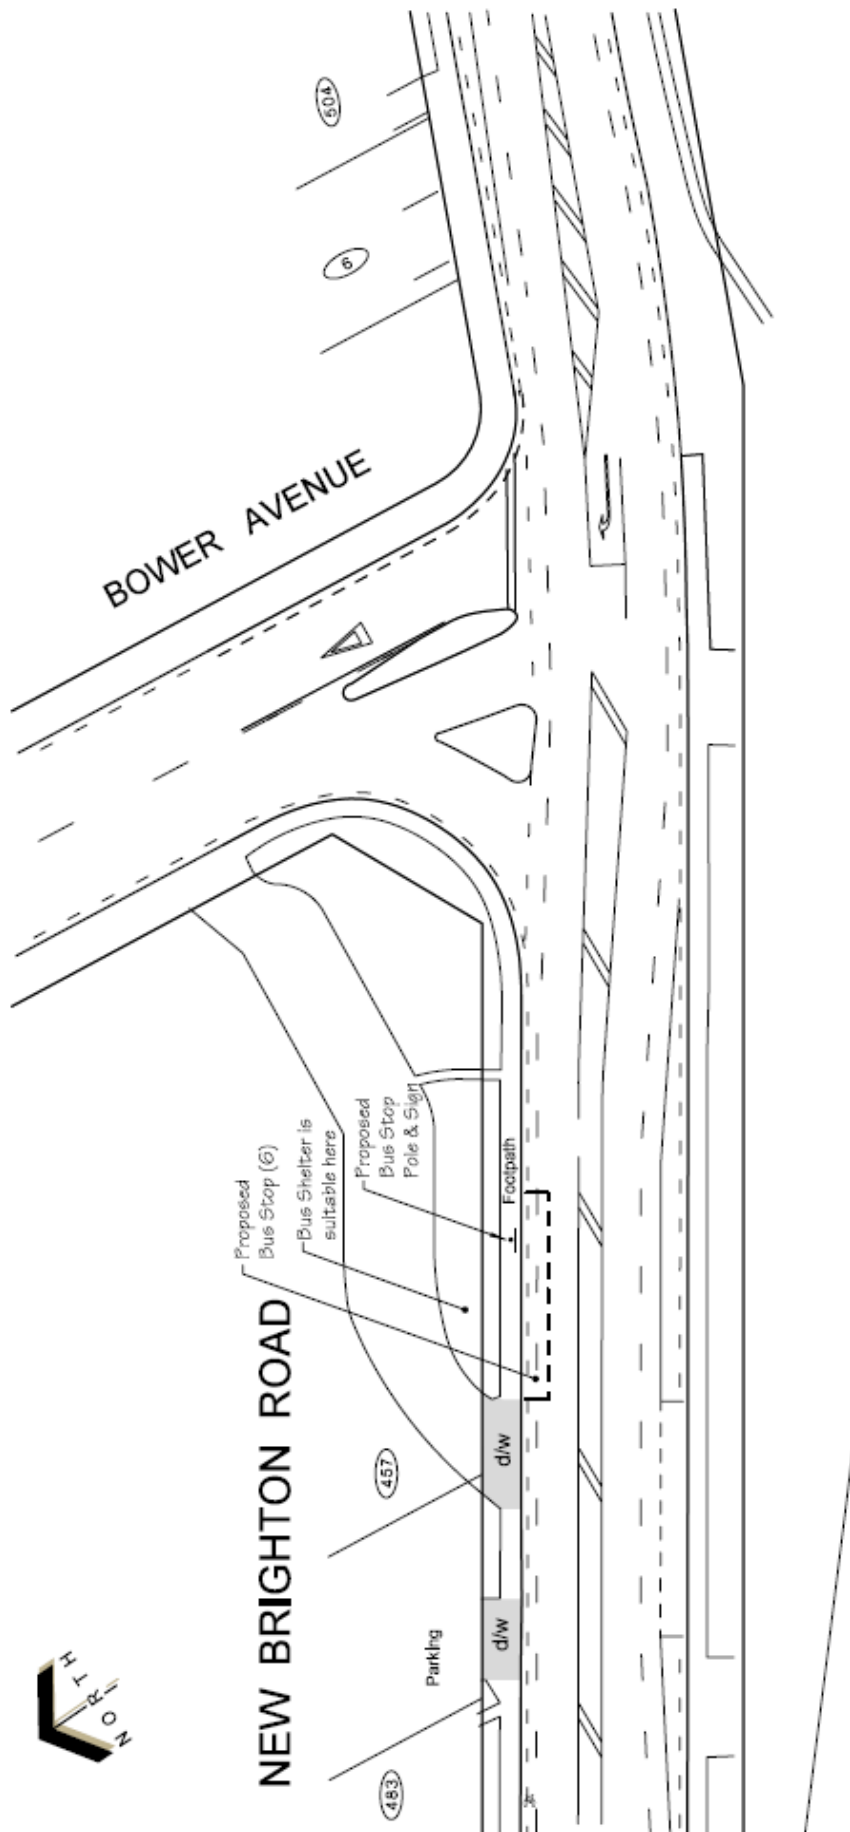 504
6
BOWER AVENUE
Proposed
Bus Stop (6)
Bus Shelter is
suitable here
Proposed
Bus Stop
Pole & Sign
Footpath
NEW BRIGHTON ROAD
457
d/w
d/w
Parking
483
NORTH